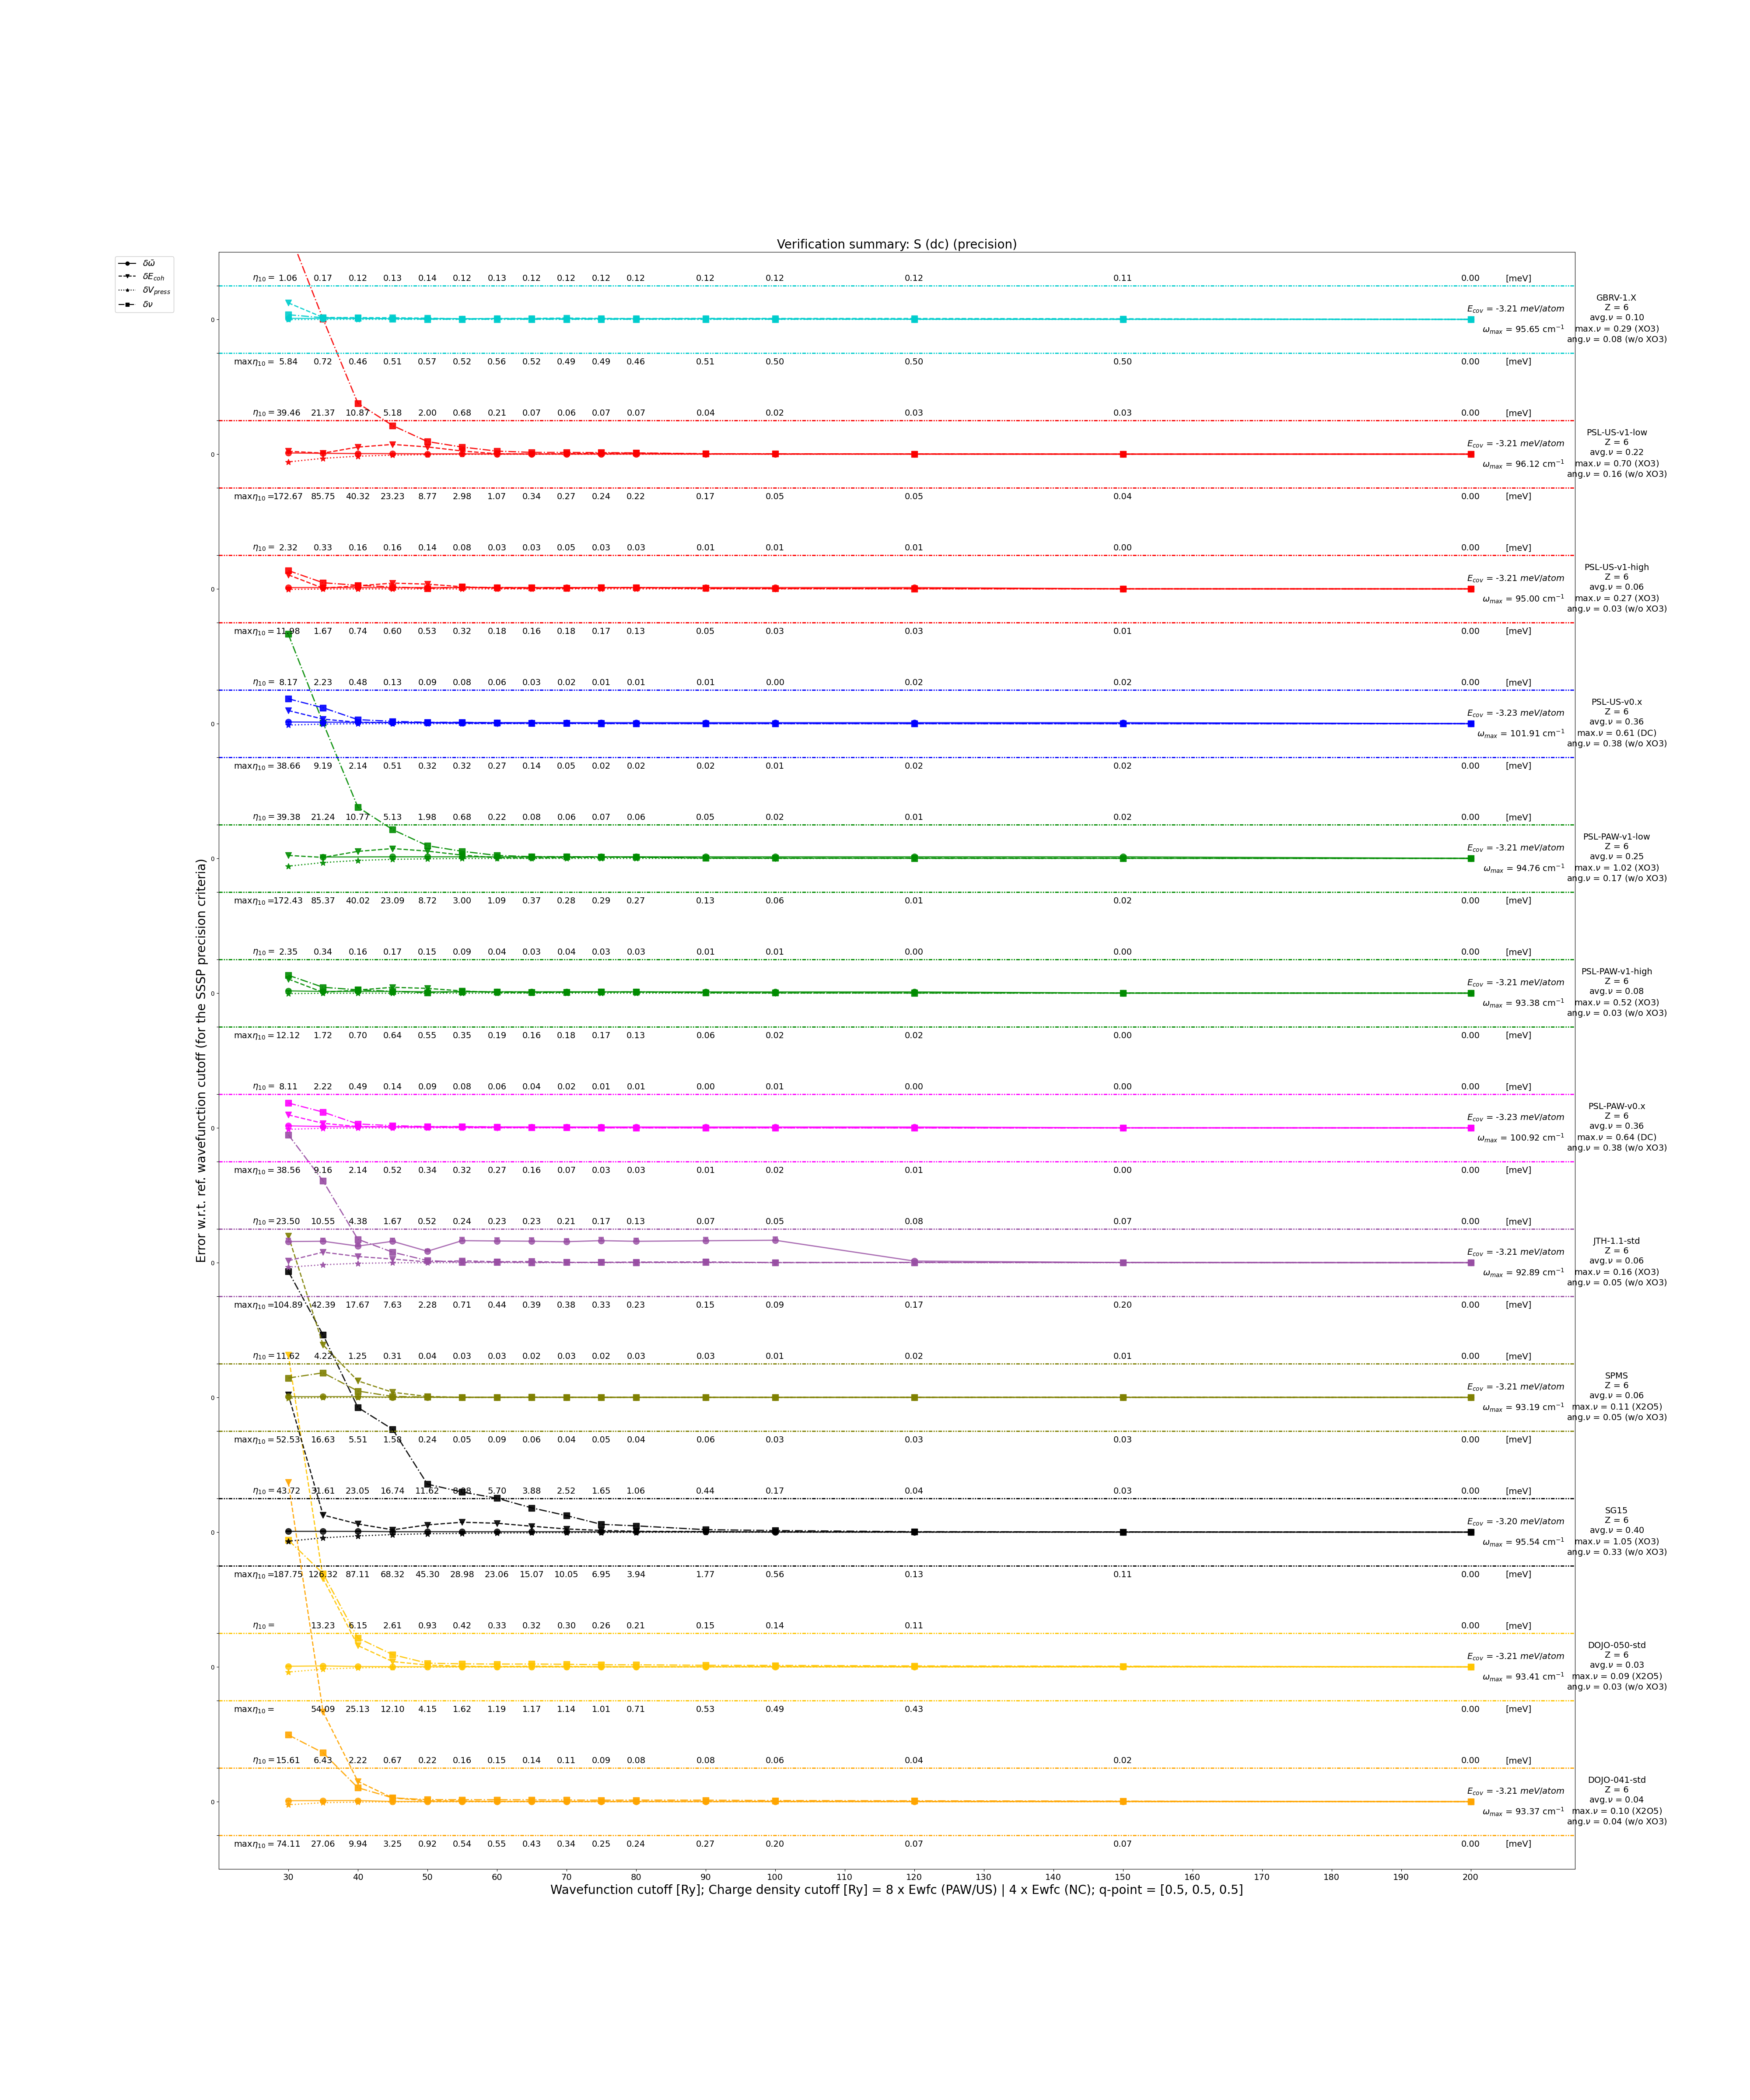 Verification summary: S (dc) (precision)
δω̄
δE_coh
δV_press
δν
Error w.r.t. ref. wavefunction cutoff (for the SSSP precision criteria)
η₁₀ = 1.06 0.17 0.12 0.13 0.14 0.12 0.13 0.12 0.12 0.12 0.12 0.12 0.12 0.12 0.11 0.00 [meV]
0
E_cov = -3.21 meV/atom
ω_max = 95.65 cm⁻¹
GBRV-1.X
Z = 6
avg.ν = 0.10
max.ν = 0.29 (XO3)
ang.ν = 0.08 (w/o XO3)
maxη₁₀ = 5.84 0.72 0.46 0.51 0.57 0.52 0.56 0.52 0.49 0.49 0.46 0.51 0.50 0.50 0.50 0.00 [meV]
η₁₀ = 39.46 21.37 10.87 5.18 2.00 0.68 0.21 0.07 0.06 0.07 0.07 0.04 0.02 0.03 0.03 0.00 [meV]
0
E_cov = -3.21 meV/atom
ω_max = 96.12 cm⁻¹
PSL-US-v1-low
Z = 6
avg.ν = 0.22
max.ν = 0.70 (XO3)
ang.ν = 0.16 (w/o XO3)
maxη₁₀ = 172.67 85.75 40.32 23.23 8.77 2.98 1.07 0.34 0.27 0.24 0.22 0.17 0.05 0.05 0.04 0.00 [meV]
η₁₀ = 2.32 0.33 0.16 0.16 0.14 0.08 0.03 0.03 0.05 0.03 0.03 0.01 0.01 0.01 0.00 0.00 [meV]
0
E_cov = -3.21 meV/atom
ω_max = 95.00 cm⁻¹
PSL-US-v1-high
Z = 6
avg.ν = 0.06
max.ν = 0.27 (XO3)
ang.ν = 0.03 (w/o XO3)
maxη₁₀ = 11.98 1.67 0.74 0.60 0.53 0.32 0.18 0.16 0.18 0.17 0.13 0.05 0.03 0.03 0.01 0.00 [meV]
η₁₀ = 8.17 2.23 0.48 0.13 0.09 0.08 0.06 0.03 0.02 0.01 0.01 0.01 0.00 0.02 0.02 0.00 [meV]
0
E_cov = -3.23 meV/atom
ω_max = 101.91 cm⁻¹
PSL-US-v0.x
Z = 6
avg.ν = 0.36
max.ν = 0.61 (DC)
ang.ν = 0.38 (w/o XO3)
maxη₁₀ = 38.66 9.19 2.14 0.51 0.32 0.32 0.27 0.14 0.05 0.02 0.02 0.02 0.01 0.02 0.02 0.00 [meV]
η₁₀ = 39.38 21.24 10.77 5.13 1.98 0.68 0.22 0.08 0.06 0.07 0.06 0.05 0.02 0.01 0.02 0.00 [meV]
0
E_cov = -3.21 meV/atom
ω_max = 94.76 cm⁻¹
PSL-PAW-v1-low
Z = 6
avg.ν = 0.25
max.ν = 1.02 (XO3)
ang.ν = 0.17 (w/o XO3)
maxη₁₀ = 172.43 85.37 40.02 23.09 8.72 3.00 1.09 0.37 0.28 0.29 0.27 0.13 0.06 0.01 0.02 0.00 [meV]
η₁₀ = 2.35 0.34 0.16 0.17 0.15 0.09 0.04 0.03 0.04 0.03 0.03 0.01 0.01 0.00 0.00 0.00 [meV]
0
E_cov = -3.21 meV/atom
ω_max = 93.38 cm⁻¹
PSL-PAW-v1-high
Z = 6
avg.ν = 0.08
max.ν = 0.52 (XO3)
ang.ν = 0.03 (w/o XO3)
maxη₁₀ = 12.12 1.72 0.70 0.64 0.55 0.35 0.19 0.16 0.18 0.17 0.13 0.06 0.02 0.02 0.00 0.00 [meV]
η₁₀ = 8.11 2.22 0.49 0.14 0.09 0.08 0.06 0.04 0.02 0.01 0.01 0.00 0.01 0.00 0.00 0.00 [meV]
0
E_cov = -3.23 meV/atom
ω_max = 100.92 cm⁻¹
PSL-PAW-v0.x
Z = 6
avg.ν = 0.36
max.ν = 0.64 (DC)
ang.ν = 0.38 (w/o XO3)
maxη₁₀ = 38.56 9.16 2.14 0.52 0.34 0.32 0.27 0.16 0.07 0.03 0.03 0.01 0.02 0.01 0.00 0.00 [meV]
η₁₀ = 23.50 10.55 4.38 1.67 0.52 0.24 0.23 0.23 0.21 0.17 0.13 0.07 0.05 0.08 0.07 0.00 [meV]
0
E_cov = -3.21 meV/atom
ω_max = 92.89 cm⁻¹
JTH-1.1-std
Z = 6
avg.ν = 0.06
max.ν = 0.16 (XO3)
ang.ν = 0.05 (w/o XO3)
maxη₁₀ = 104.89 42.39 17.67 7.63 2.28 0.71 0.44 0.39 0.38 0.33 0.23 0.15 0.09 0.17 0.20 0.00 [meV]
η₁₀ = 11.62 4.22 1.25 0.31 0.04 0.03 0.03 0.02 0.03 0.02 0.03 0.03 0.01 0.02 0.01 0.00 [meV]
0
E_cov = -3.21 meV/atom
ω_max = 93.19 cm⁻¹
SPMS
Z = 6
avg.ν = 0.06
max.ν = 0.11 (X2O5)
ang.ν = 0.05 (w/o XO3)
maxη₁₀ = 52.53 16.63 5.51 1.58 0.24 0.05 0.09 0.06 0.04 0.05 0.04 0.06 0.03 0.03 0.03 0.00 [meV]
η₁₀ = 43.72 31.61 23.05 16.74 11.62 5.70 3.88 2.52 1.65 1.06 0.44 0.17 0.04 0.03 0.00 [meV]
0
E_cov = -3.20 meV/atom
ω_max = 95.54 cm⁻¹
SG15
Z = 6
avg.ν = 0.40
max.ν = 1.05 (XO3)
ang.ν = 0.33 (w/o XO3)
maxη₁₀ = 187.75 126.32 87.11 68.32 45.30 28.98 23.06 15.07 10.05 6.95 3.94 1.77 0.56 0.13 0.11 0.00 [meV]
η₁₀ = 13.23 6.15 2.61 0.93 0.42 0.33 0.32 0.30 0.26 0.21 0.15 0.14 0.11 0.00 [meV]
0
E_cov = -3.21 meV/atom
ω_max = 93.41 cm⁻¹
DOJO-050-std
Z = 6
avg.ν = 0.03
max.ν = 0.09 (X2O5)
ang.ν = 0.03 (w/o XO3)
maxη₁₀ = 54.09 25.13 12.10 4.15 1.62 1.19 1.17 1.14 1.01 0.71 0.53 0.49 0.43 0.00 [meV]
η₁₀ = 15.61 6.43 2.22 0.67 0.22 0.16 0.15 0.14 0.11 0.09 0.08 0.08 0.06 0.04 0.02 0.00 [meV]
0
E_cov = -3.21 meV/atom
ω_max = 93.37 cm⁻¹
DOJO-041-std
Z = 6
avg.ν = 0.04
max.ν = 0.10 (X2O5)
ang.ν = 0.04 (w/o XO3)
maxη₁₀ = 74.11 27.06 9.94 3.25 0.92 0.54 0.55 0.43 0.34 0.25 0.24 0.27 0.20 0.07 0.07 0.00 [meV]
30 40 50 60 70 80 90 100 110 120 130 140 150 160 170 180 190 200
Wavefunction cutoff [Ry]; Charge density cutoff [Ry] = 8 x Ewfc (PAW/US) | 4 x Ewfc (NC); q-point = [0.5, 0.5, 0.5]